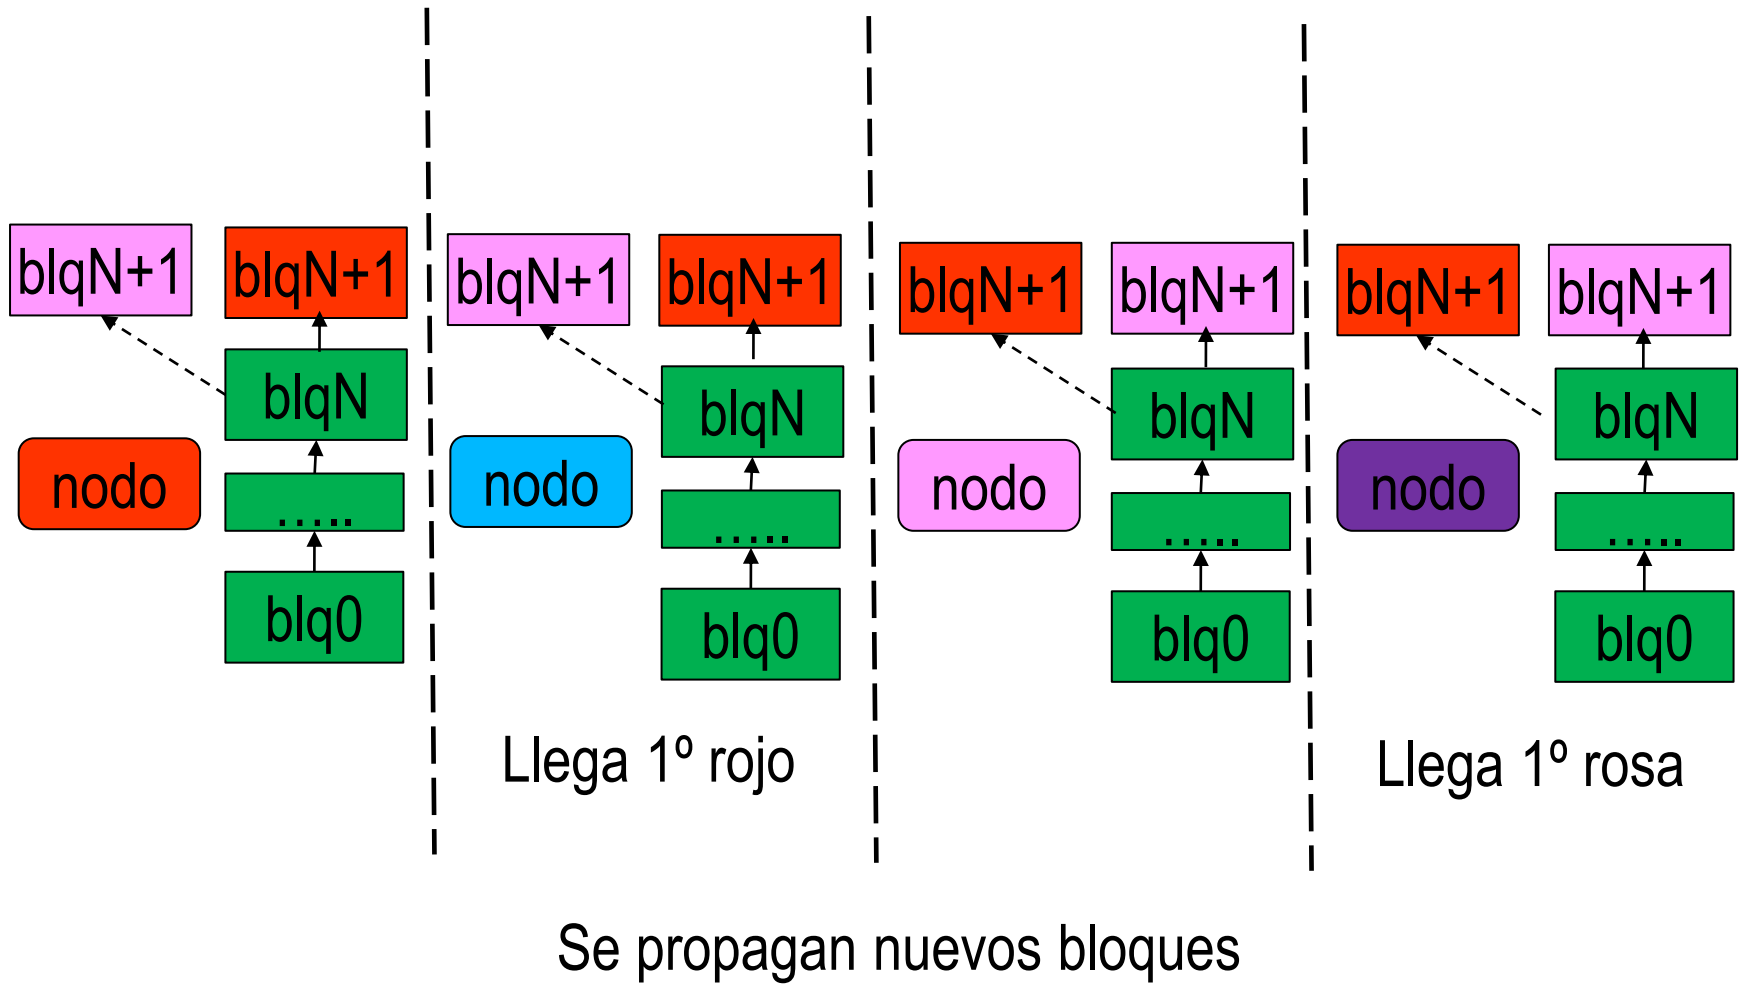 blqN+1 blqN+1 blqN+1 blqN+1 blqN+1 blqN+1 blqN+1 blqN+1
blqN blqN blqN blqN
nodo nodo nodo nodo
..... ..... ..... .....
blq0 blq0 blq0 blq0
Llega 1º rojo Llega 1º rosa
Se propagan nuevos bloques